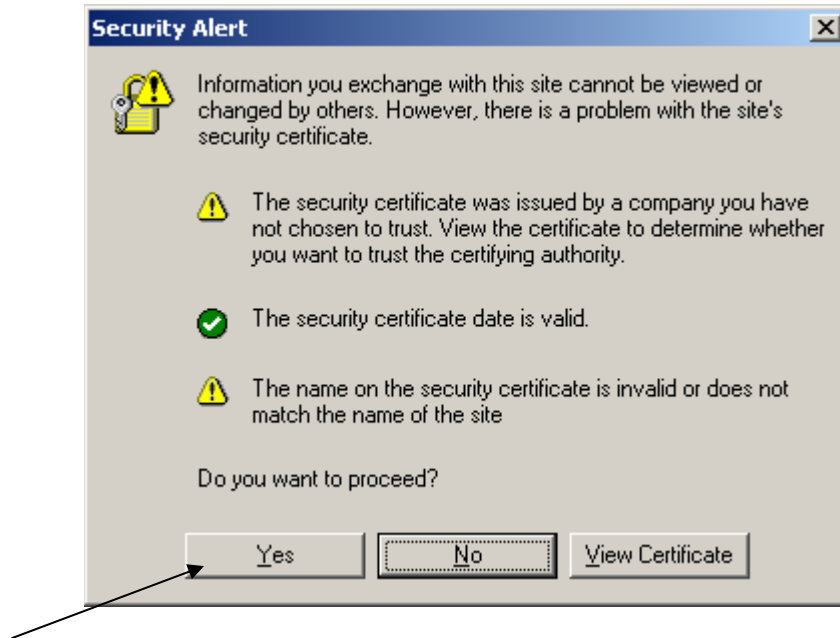 Security Alert
Information you exchange with this site cannot be viewed or
changed by others. However, there is a problem with the site's
security certificate.
The security certificate was issued by a company you have
not chosen to trust. View the certificate to determine whether
you want to trust the certifying authority.
The security certificate date is valid.
The name on the security certificate is invalid or does not
match the name of the site
Do you want to proceed?
Yes No View Certificate